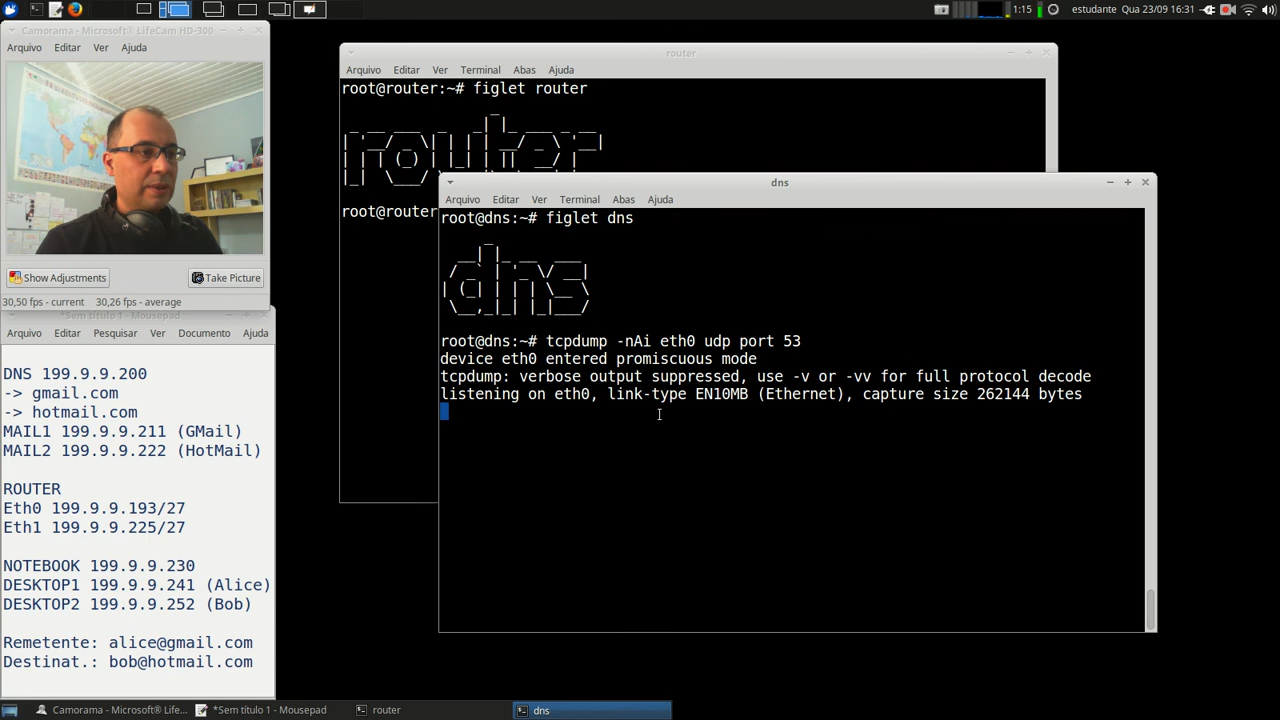 1:15
estudante
Qua 23/09 16:31
Camorama - Microsoft® LifeCam HD-300
Arquivo Editar Ver Ajuda
Show Adjustments
Take Picture
30,50 fps - current 30,26 fps - average
*Sem título 1 - Mousepad
Arquivo Editar Pesquisar Ver Documento Ajuda
DNS 199.9.9.200
-> gmail.com
-> hotmail.com
MAIL1 199.9.9.211 (GMail)
MAIL2 199.9.9.222 (HotMail)
ROUTER
Eth0 199.9.9.193/27
Eth1 199.9.9.225/27
NOTEBOOK 199.9.9.230
DESKTOP1 199.9.9.241 (Alice)
DESKTOP2 199.9.9.252 (Bob)
Remetente: alice@gmail.com
Destinat.: bob@hotmail.com
router
Arquivo Editar Ver Terminal Abas Ajuda
root@router:~# figlet router
router
root@router
dns
Arquivo Editar Ver Terminal Abas Ajuda
root@dns:~# figlet dns
dns
root@dns:~# tcpdump -nAi eth0 udp port 53
device eth0 entered promiscuous mode
tcpdump: verbose output suppressed, use -v or -vv for full protocol decode
listening on eth0, link-type EN10MB (Ethernet), capture size 262144 bytes
Camorama - Microsoft® LifeC...
*Sem título 1 - Mousepad
router
dns